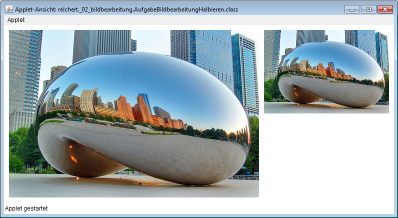 Applet-Ansicht: reichert_02_bildbearbeitung.AufgabeBildbearbeitungHalbieren.class
Applet
Applet gestartet